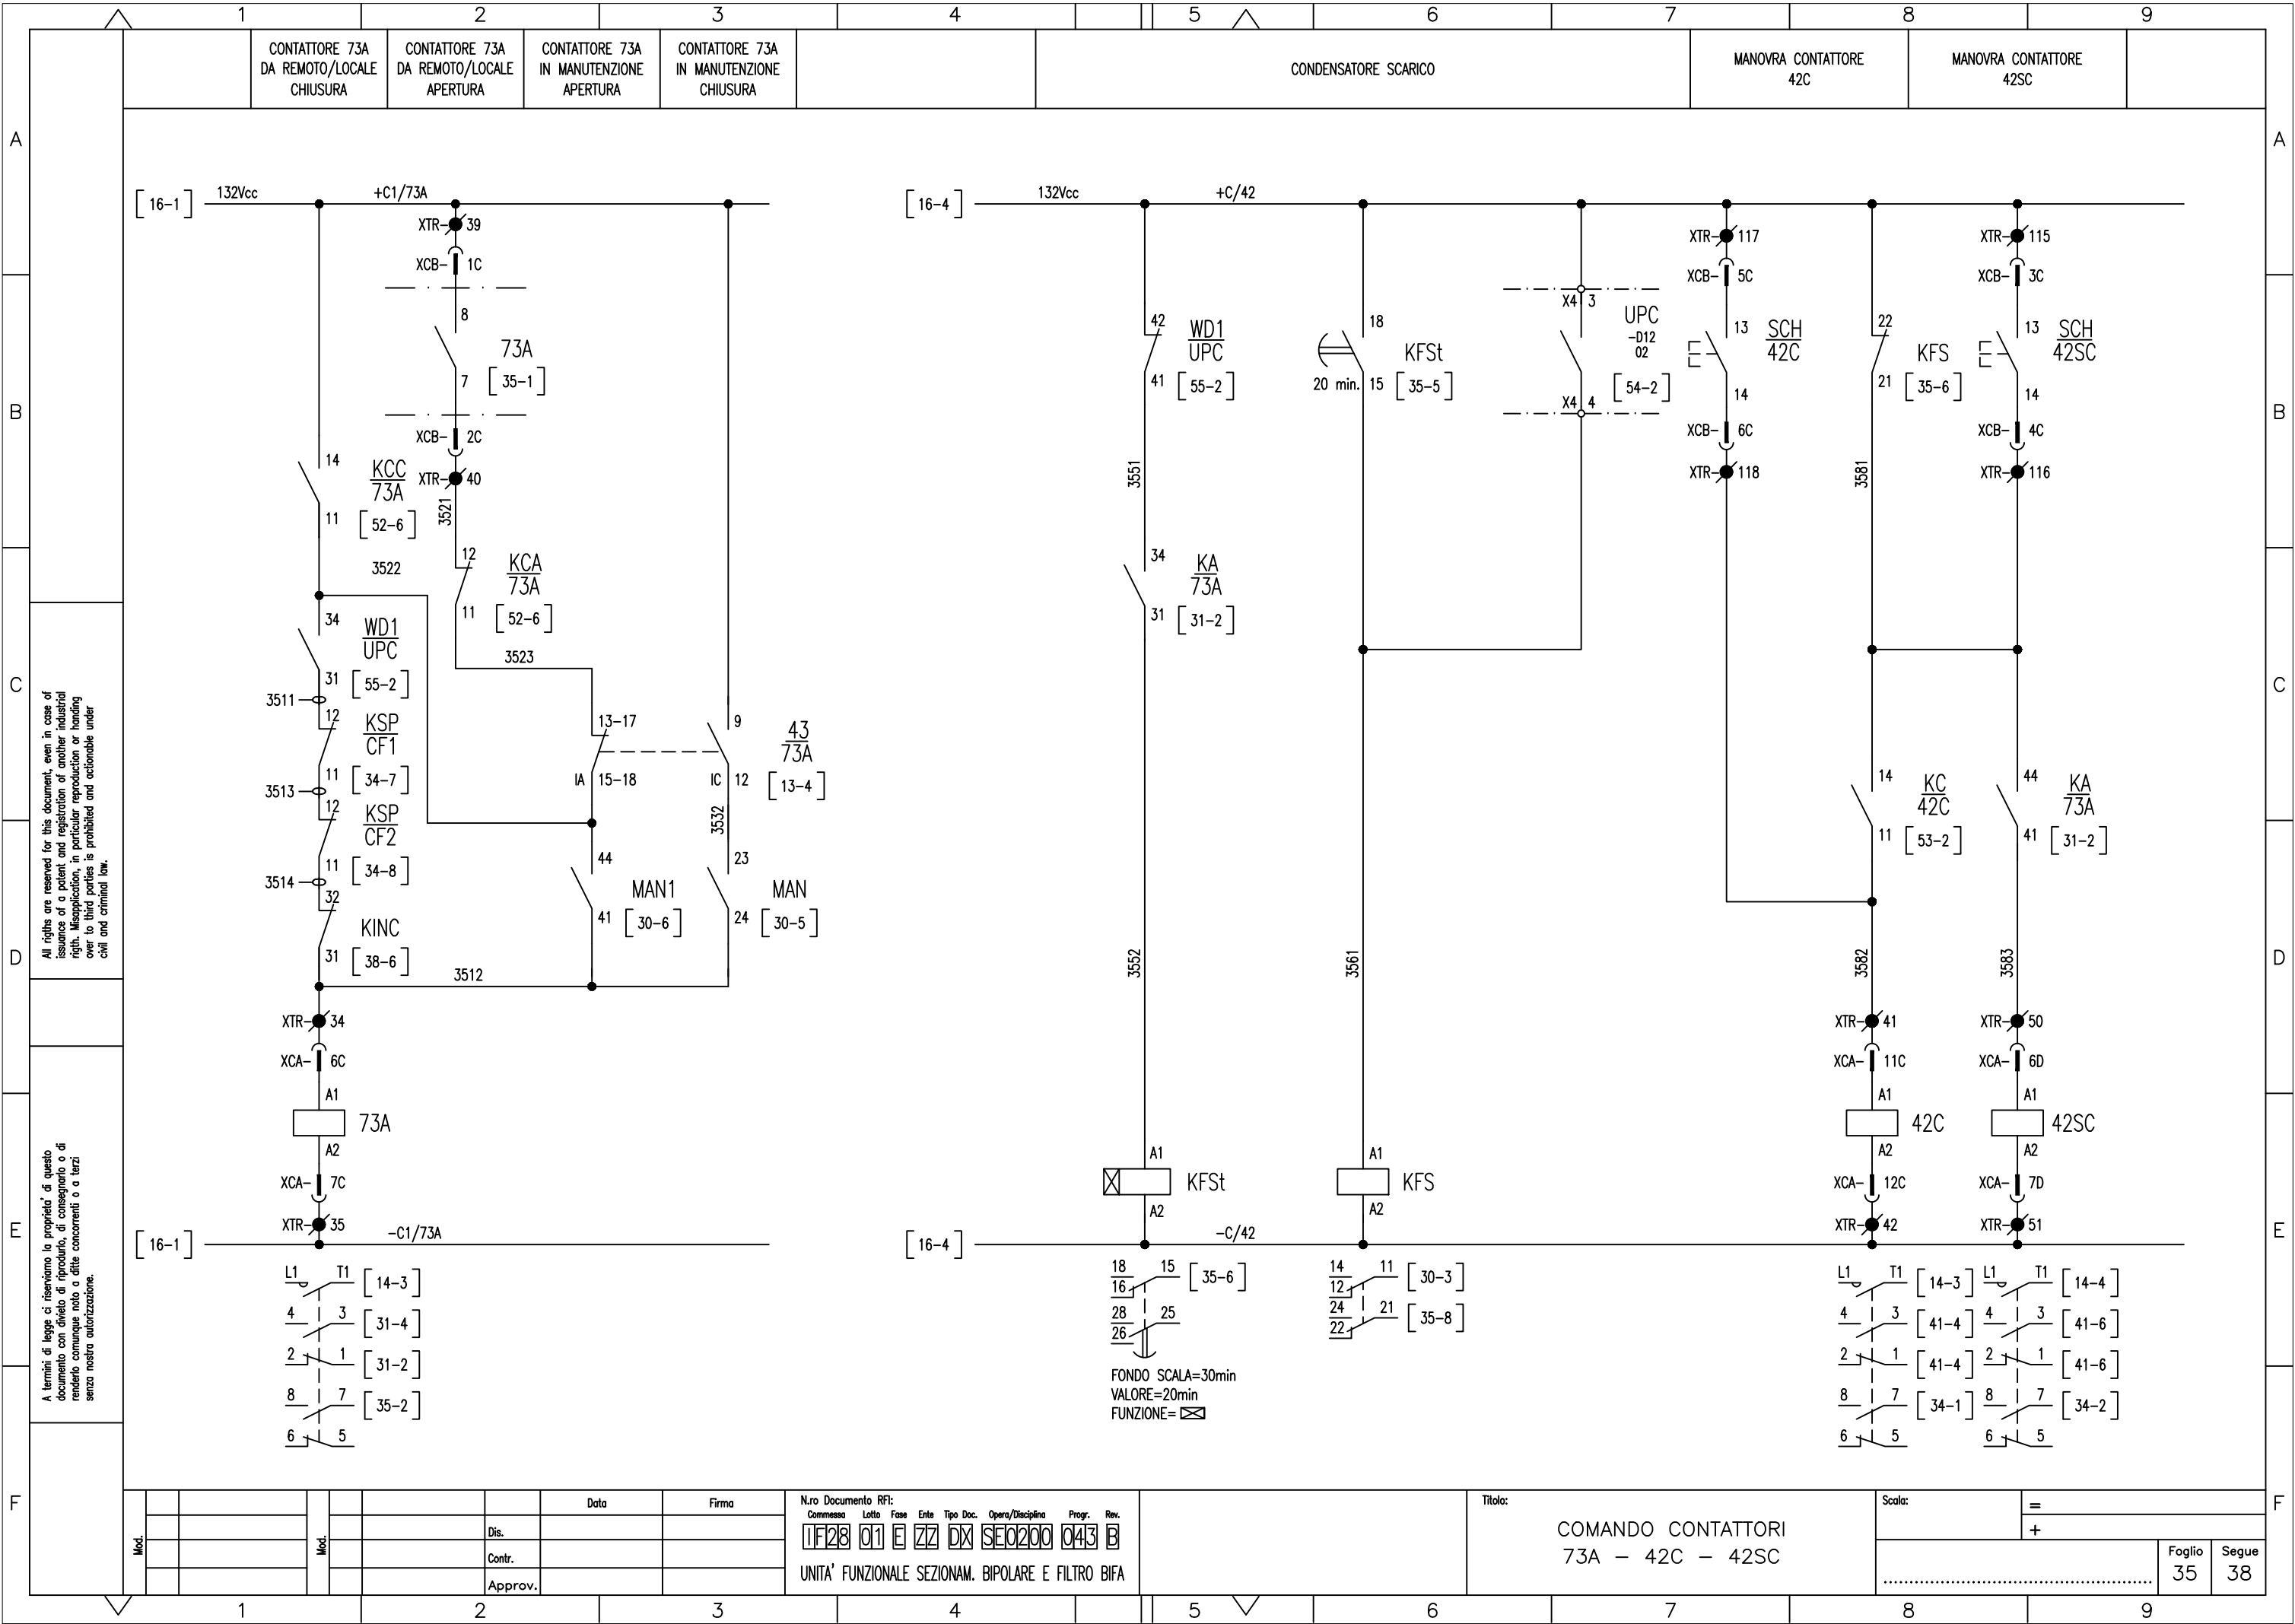 1 2 3 4 5 6 7 8 9
CONTATTORE 73A
DA REMOTO/LOCALE
CHIUSURA
CONTATTORE 73A
DA REMOTO/LOCALE
APERTURA
CONTATTORE 73A
IN MANUTENZIONE
APERTURA
CONTATTORE 73A
IN MANUTENZIONE
CHIUSURA
CONDENSATORE SCARICO
MANOVRA CONTATTORE
42C
MANOVRA CONTATTORE
42SC
A
B
C
D
E
F
A
B
C
D
E
F
[16-1] 132Vcc +C1/73A
14
KCC
73A
11
[52-6]
3522
34
WD1
UPC
31
[55-2]
3511
12
KSP
CF1
11
[34-7]
3513
12
KSP
CF2
11
[34-8]
3514
32
KINC
31
[38-6]
3512
XTR- 34
XCA- 6C
A1
73A
A2
XCA- 7C
XTR- 35
[16-1] -C1/73A
L1 T1 [14-3]
4 3 [31-4]
2 1 [31-2]
8 7 [35-2]
6 5
XTR- 39
XCB- 1C
8
73A
7
[35-1]
XCB- 2C
XTR- 40
3521
12
KCA
73A
11
[52-6]
3523
13-17
IA 15-18
44
MAN1
41
[30-6]
9
43
73A
IC 12
[13-4]
3532
23
MAN
24
[30-5]
[16-4] 132Vcc +C/42
42
WD1
UPC
41
[55-2]
3551
34
KA
73A
31
[31-2]
3552
A1
KFSt
A2
[16-4] -C/42
18 15 [35-6]
16
28 25
26
FONDO SCALA=30min
VALORE=20min
FUNZIONE=
18
KFSt
20 min. 15
[35-5]
3561
A1
KFS
A2
14 11 [30-3]
12
24 21 [35-8]
22
X4 3
UPC
-D12
02
[54-2]
X4 4
XTR- 117
XCB- 5C
13
SCH
42C
14
XCB- 6C
XTR- 118
22
KFS
21
[35-6]
3581
14
KC
42C
11
[53-2]
3582
XTR- 41
XCA- 11C
A1
42C
A2
XCA- 12C
XTR- 42
L1 T1 [14-3]
4 3 [41-4]
2 1 [41-4]
8 7 [34-1]
6 5
XTR- 115
XCB- 3C
13
SCH
42SC
14
XCB- 4C
XTR- 116
44
KA
73A
41
[31-2]
3583
XTR- 50
XCA- 6D
A1
42SC
A2
XCA- 7D
XTR- 51
L1 T1 [14-4]
4 3 [41-6]
2 1 [41-6]
8 7 [34-2]
6 5
All rigths are reserved for this document, even in case of
issuance of a patent and registration of another industrial
rigth. Misapplication, in particular reproduction or handing
over to third parties is prohibited and actionable under
civil and criminal law.
A termini di legge ci riserviamo la proprieta' di questo
documento con divieto di riprodurlo, di consegnarlo o di
renderlo comunque noto a ditte concorrenti o a terzi
senza nostra autorizzazione.
Mod.
Mod.
Data Firma
Dis.
Contr.
Approv.
N.ro Documento RFI:
Commessa Lotto Fase Ente Tipo Doc. Opera/Disciplina Progr. Rev.
IF28 01 E ZZ DX SE0200 043 B
UNITA' FUNZIONALE SEZIONAM. BIPOLARE E FILTRO BIFA
Titolo:
COMANDO CONTATTORI
73A - 42C - 42SC
Scala:
=
+
Foglio
35
Segue
38
1 2 3 4 5 6 7 8 9